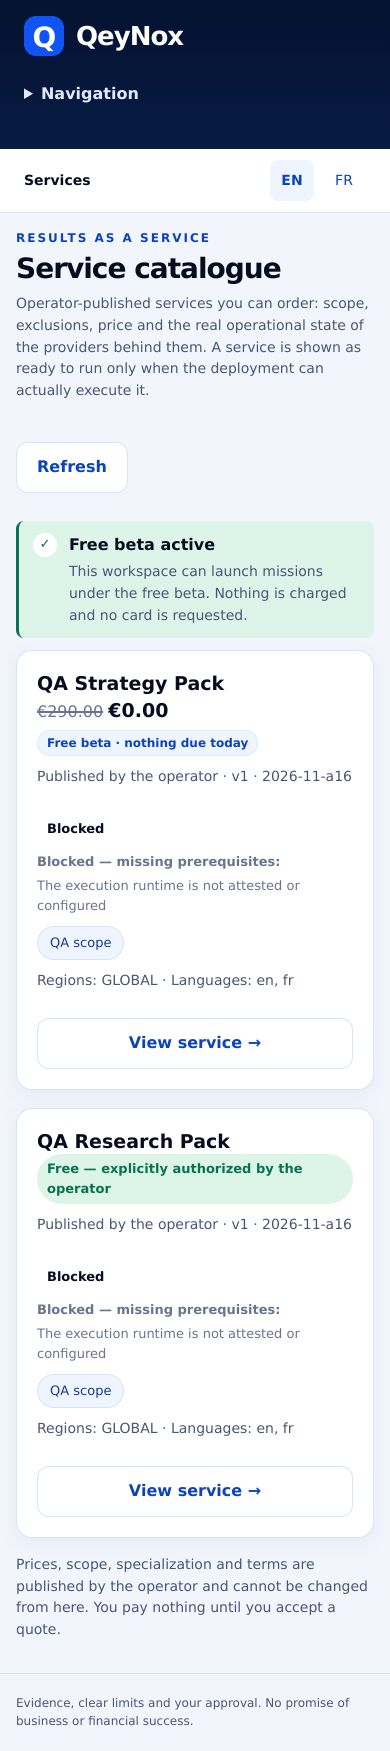 Q QeyNox
▶ Navigation
Services EN FR
RESULTS AS A SERVICE
Service catalogue
Operator-published services you can order: scope,
exclusions, price and the real operational state of
the providers behind them. A service is shown as
ready to run only when the deployment can
actually execute it.
Refresh
✓ Free beta active
This workspace can launch missions
under the free beta. Nothing is charged
and no card is requested.
QA Strategy Pack
€290.00 €0.00
Free beta · nothing due today
Published by the operator · v1 · 2026-11-a16
Blocked
Blocked — missing prerequisites:
The execution runtime is not attested or
configured
QA scope
Regions: GLOBAL · Languages: en, fr
View service →
QA Research Pack
Free — explicitly authorized by the
operator
Published by the operator · v1 · 2026-11-a16
Blocked
Blocked — missing prerequisites:
The execution runtime is not attested or
configured
QA scope
Regions: GLOBAL · Languages: en, fr
View service →
Prices, scope, specialization and terms are
published by the operator and cannot be changed
from here. You pay nothing until you accept a
quote.
Evidence, clear limits and your approval. No promise of
business or financial success.